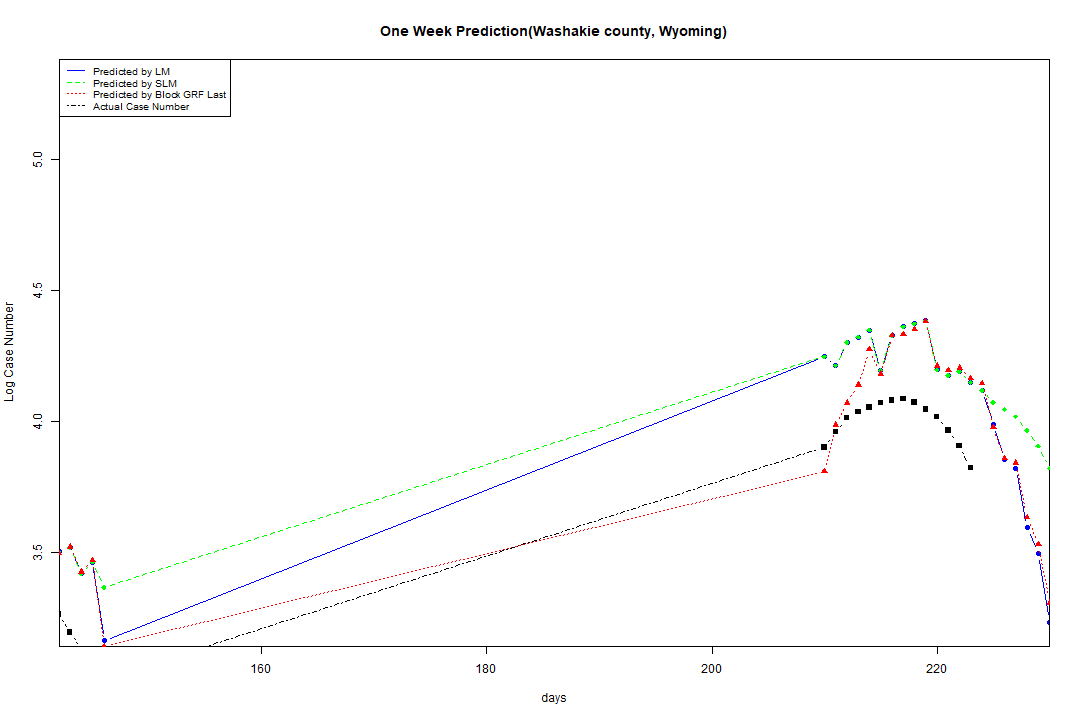 One Week Prediction(Washakie county, Wyoming)
Predicted by LM
Predicted by SLM
Predicted by Block GRF Last
Actual Case Number
5.0
4.5
4.0
3.5
Log Case Number
160 180 200 220
days